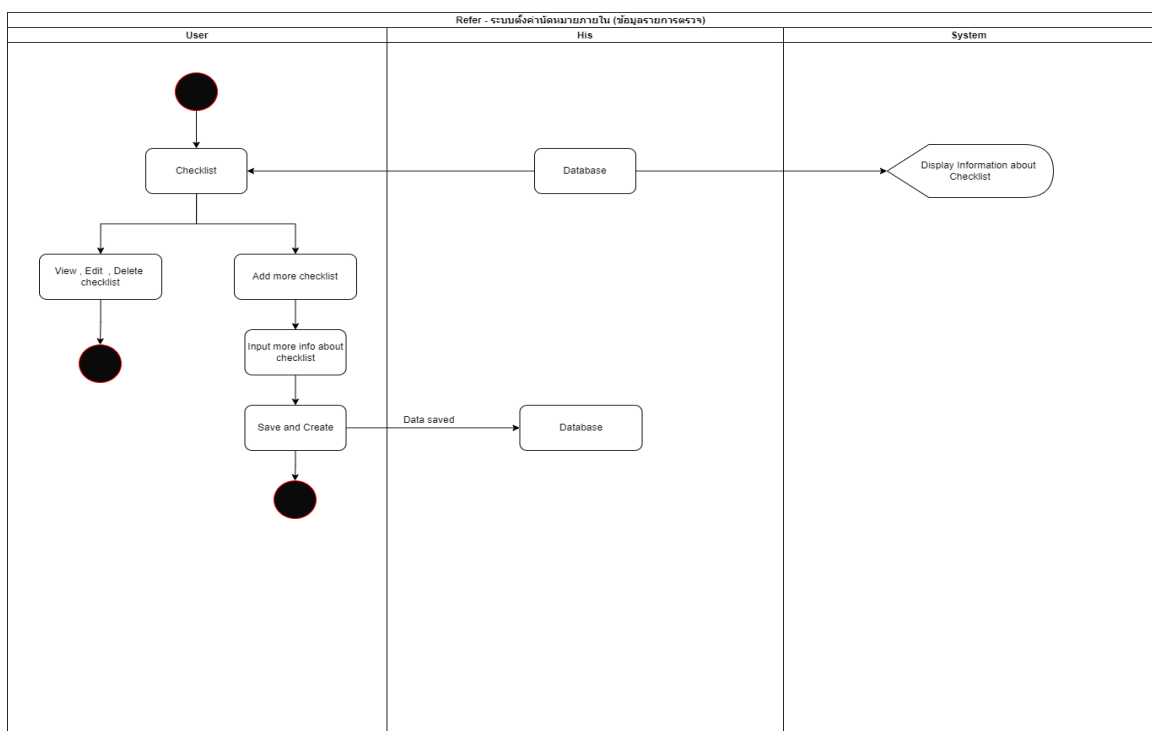 Refer - ระบบตั้งค่านัดหมายภายใน (ข้อมูลรายการตรวจ)
User
His
System
Checklist
Database
Display Information about
Checklist
View , Edit , Delete
checklist
Add more checklist
Input more info about
checklist
Save and Create
Data saved
Database